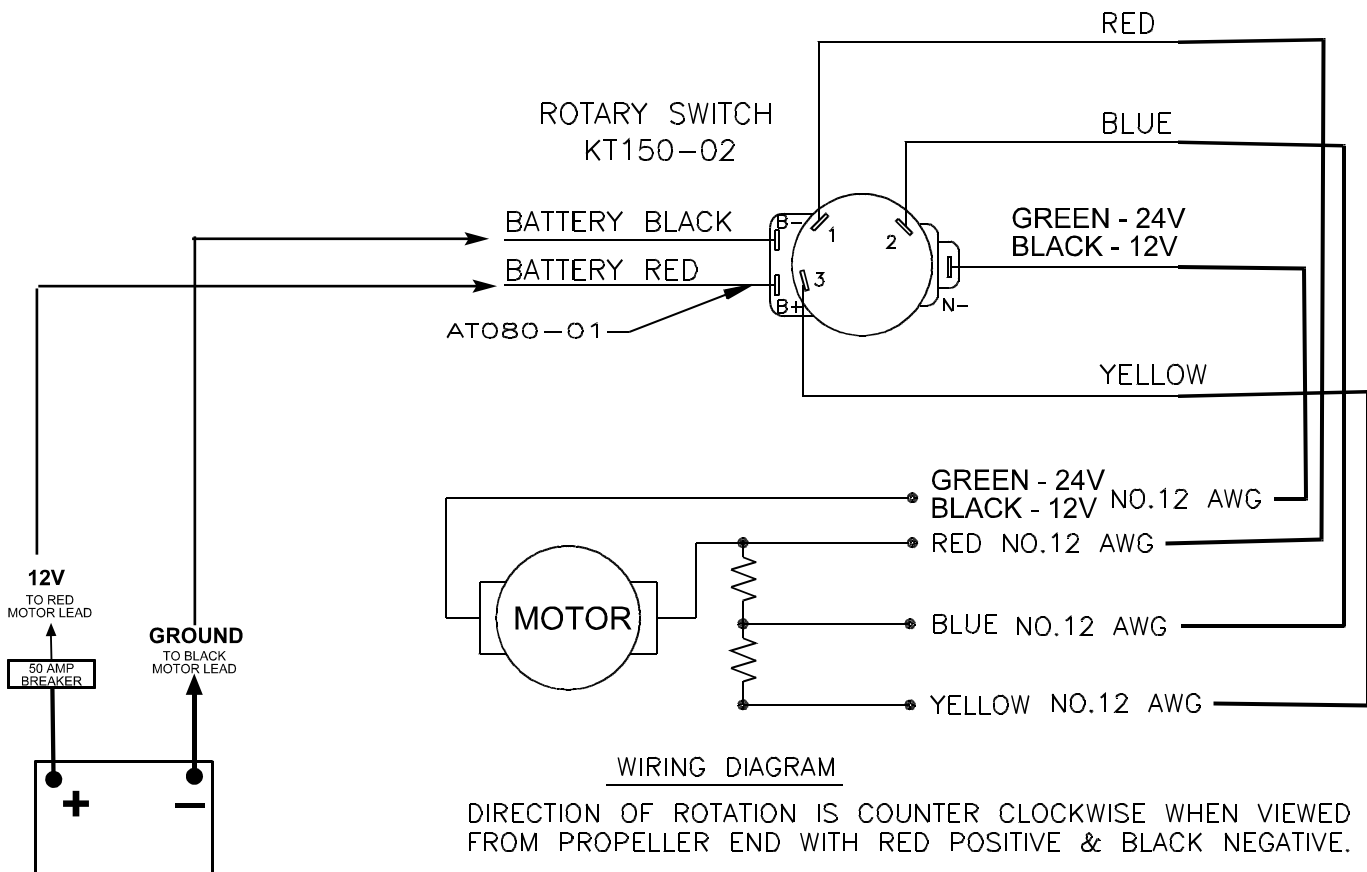 RED
ROTARY SWITCH
KT150-02
BLUE
BATTERY BLACK
B-
1
2
GREEN - 24V
BLACK - 12V
BATTERY RED
3
B+
N-
AT080-01
YELLOW
GREEN - 24V
BLACK - 12V
NO.12 AWG
RED NO.12 AWG
12V
TO RED
MOTOR LEAD
MOTOR
BLUE NO.12 AWG
GROUND
TO BLACK
MOTOR LEAD
50 AMP
BREAKER
YELLOW NO.12 AWG
+
−
WIRING DIAGRAM
DIRECTION OF ROTATION IS COUNTER CLOCKWISE WHEN VIEWED
FROM PROPELLER END WITH RED POSITIVE & BLACK NEGATIVE.